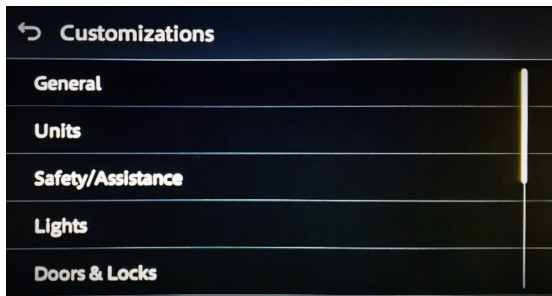 Customizations
General
Units
Safety/Assistance
Lights
Doors & Locks